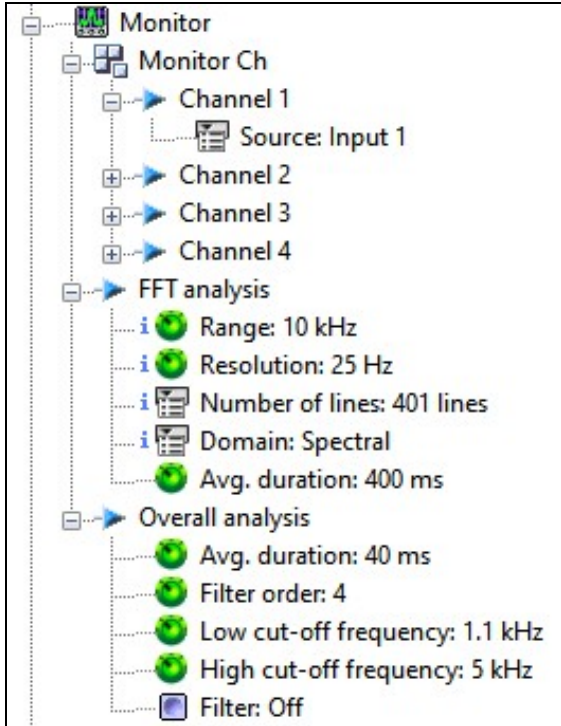 Monitor
Monitor Ch
Channel 1
Source: Input 1
Channel 2
Channel 3
Channel 4
FFT analysis
i Range: 10 kHz
i Resolution: 25 Hz
i Number of lines: 401 lines
i Domain: Spectral
Avg. duration: 400 ms
Overall analysis
Avg. duration: 40 ms
Filter order: 4
Low cut-off frequency: 1.1 kHz
High cut-off frequency: 5 kHz
Filter: Off